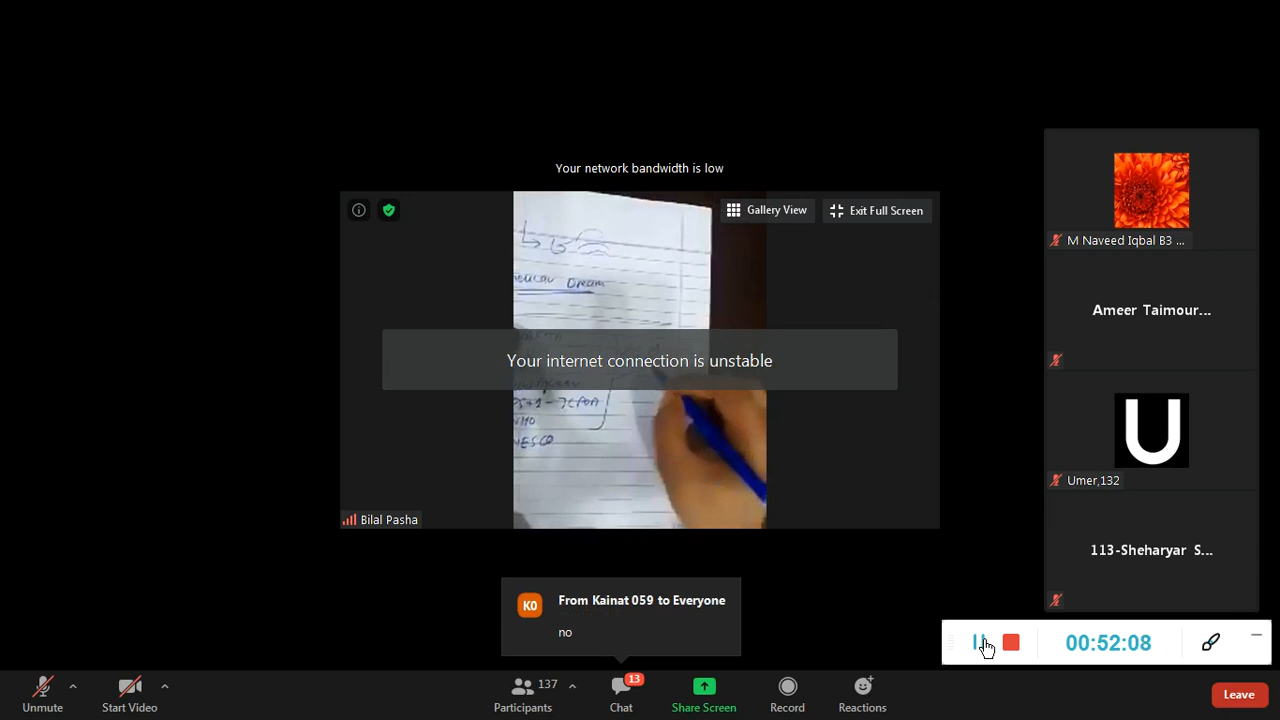 Your network bandwidth is low
Gallery View
Exit Full Screen
M Naveed Iqbal B3 ...
Dream
Your internet connection is unstable
Ameer Taimour...
U
Umer,132
Bilal Pasha
113-Sheharyar S...
K0
From Kainat 059 to Everyone
no
00:52:08
Unmute
Start Video
137
Participants
13
Chat
Share Screen
Record
Reactions
Leave